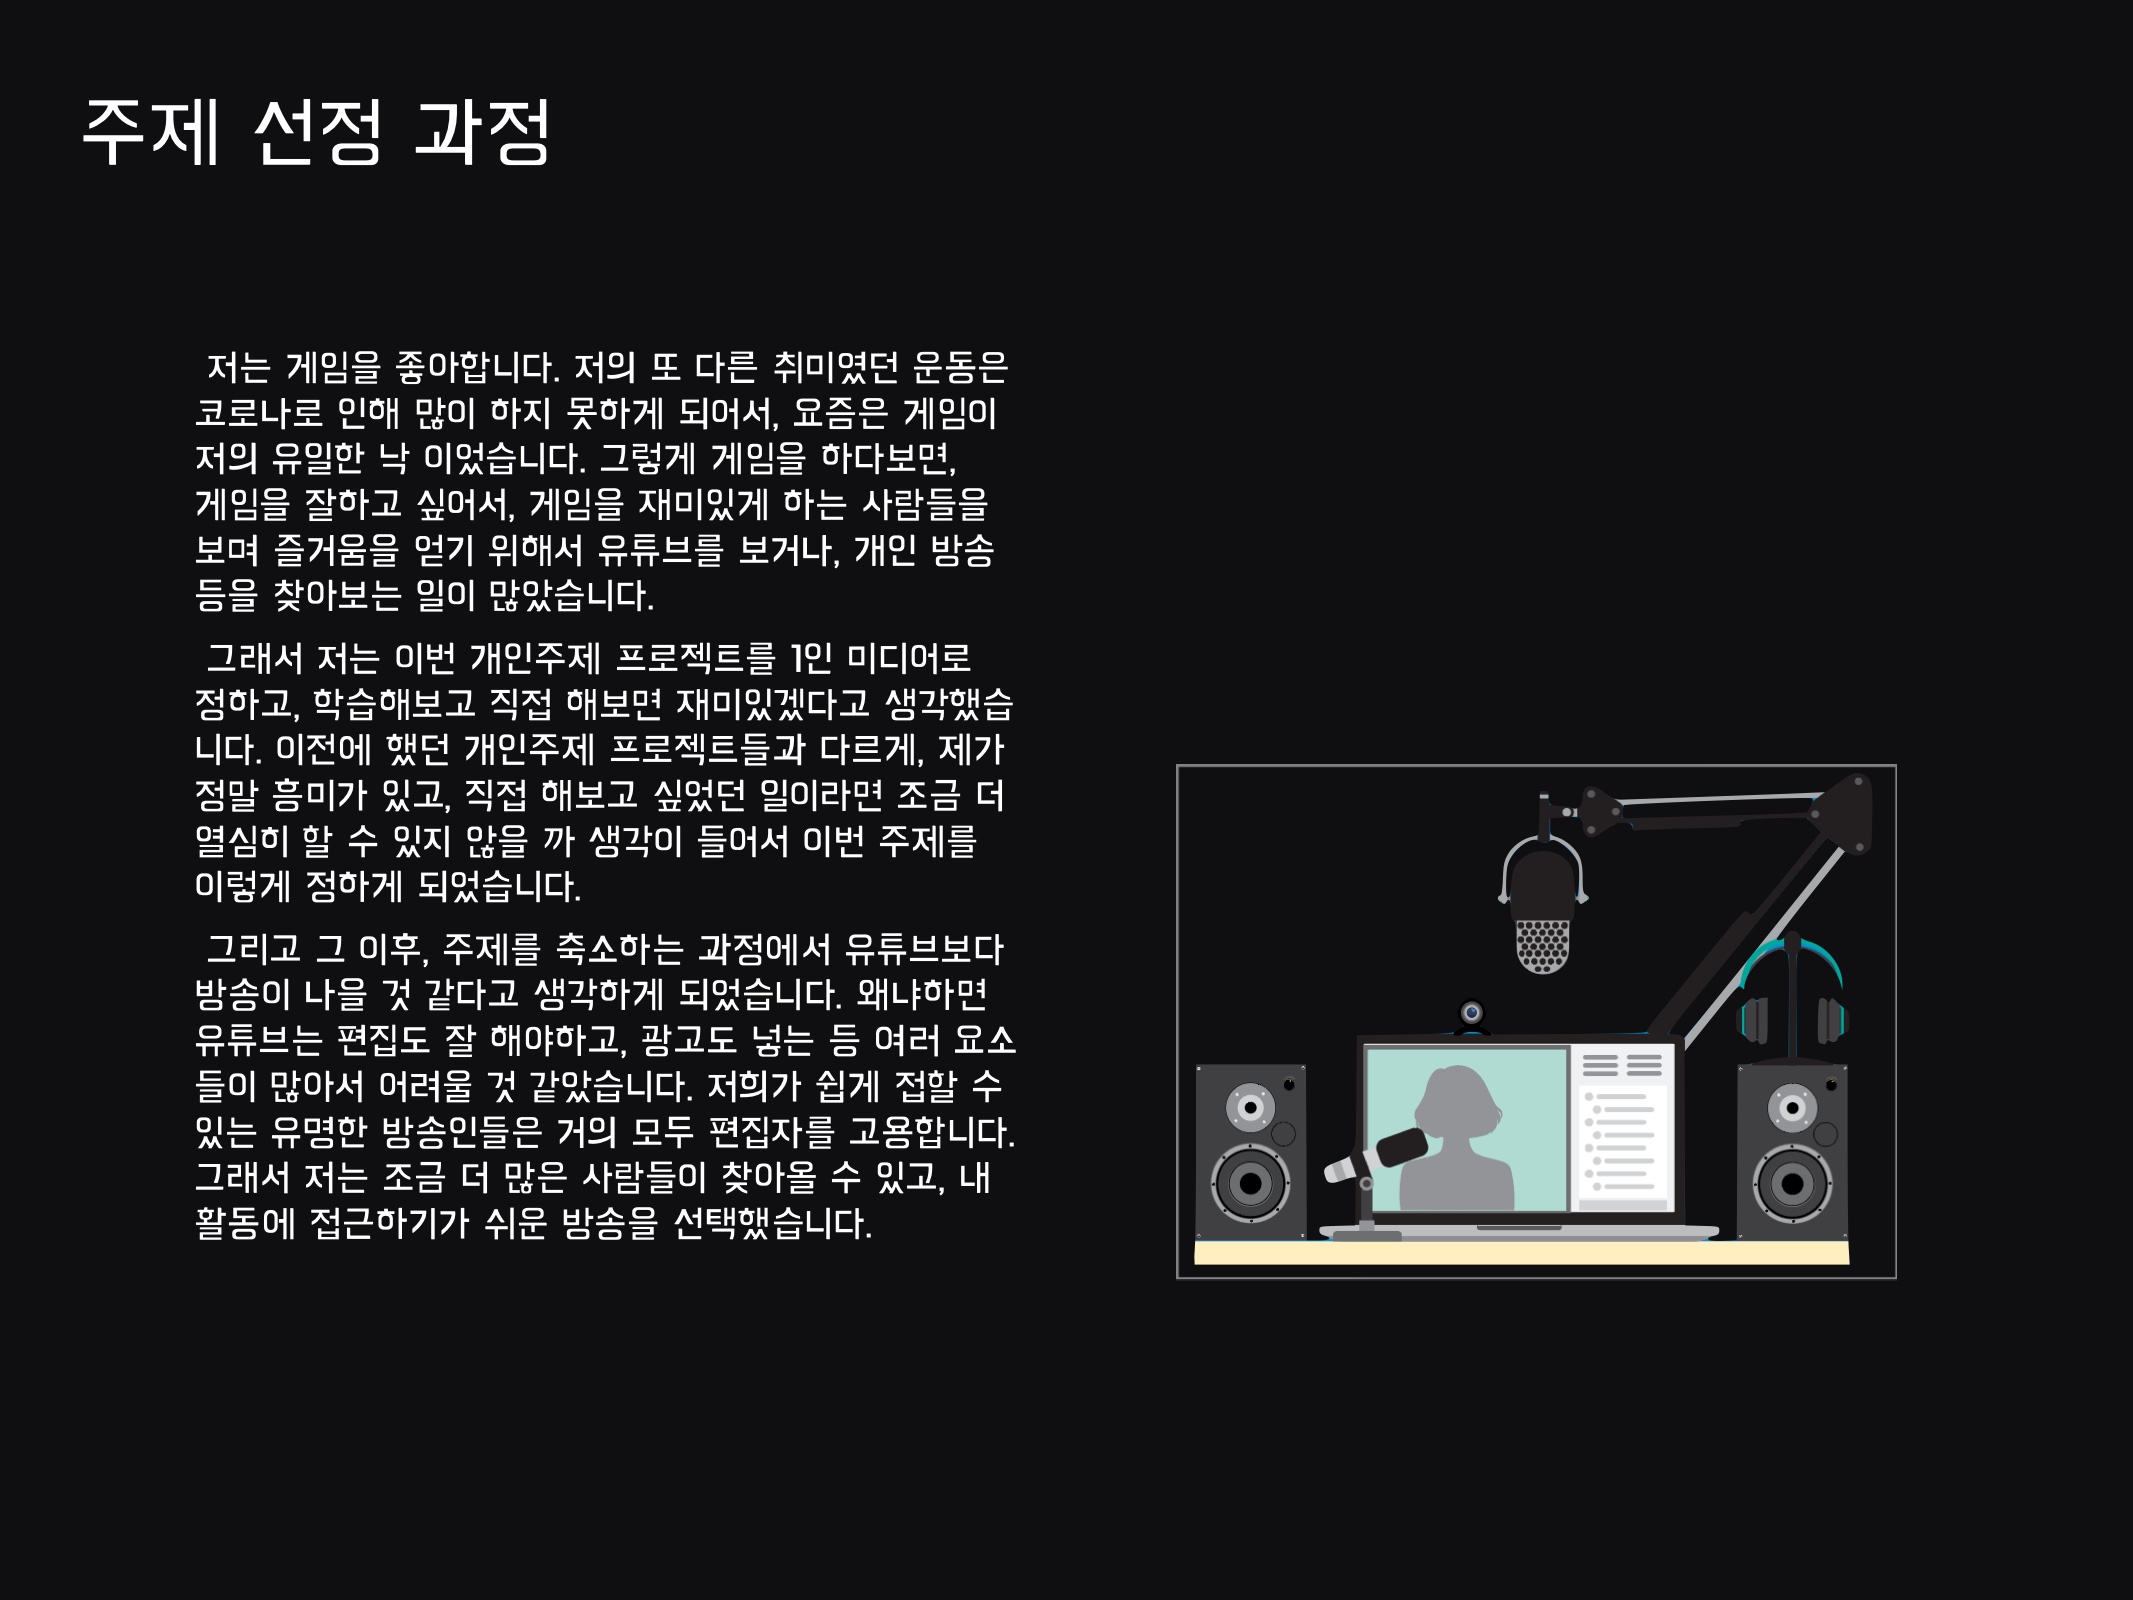 주제 선정 과정
저는 게임을 좋아합니다. 저의 또 다른 취미였던 운동은
코로나로 인해 많이 하지 못하게 되어서, 요즘은 게임이
저의 유일한 낙 이었습니다. 그렇게 게임을 하다보면,
게임을 잘하고 싶어서, 게임을 재미있게 하는 사람들을
보며 즐거움을 얻기 위해서 유튜브를 보거나, 개인 방송
등을 찾아보는 일이 많았습니다.
그래서 저는 이번 개인주제 프로젝트를 1인 미디어로
정하고, 학습해보고 직접 해보면 재미있겠다고 생각했습
니다. 이전에 했던 개인주제 프로젝트들과 다르게, 제가
정말 흥미가 있고, 직접 해보고 싶었던 일이라면 조금 더
열심히 할 수 있지 않을 까 생각이 들어서 이번 주제를
이렇게 정하게 되었습니다.
그리고 그 이후, 주제를 축소하는 과정에서 유튜브보다
방송이 나을 것 같다고 생각하게 되었습니다. 왜냐하면
유튜브는 편집도 잘 해야하고, 광고도 넣는 등 여러 요소
들이 많아서 어려울 것 같았습니다. 저희가 쉽게 접할 수
있는 유명한 방송인들은 거의 모두 편집자를 고용합니다.
그래서 저는 조금 더 많은 사람들이 찾아올 수 있고, 내
활동에 접근하기가 쉬운 방송을 선택했습니다.